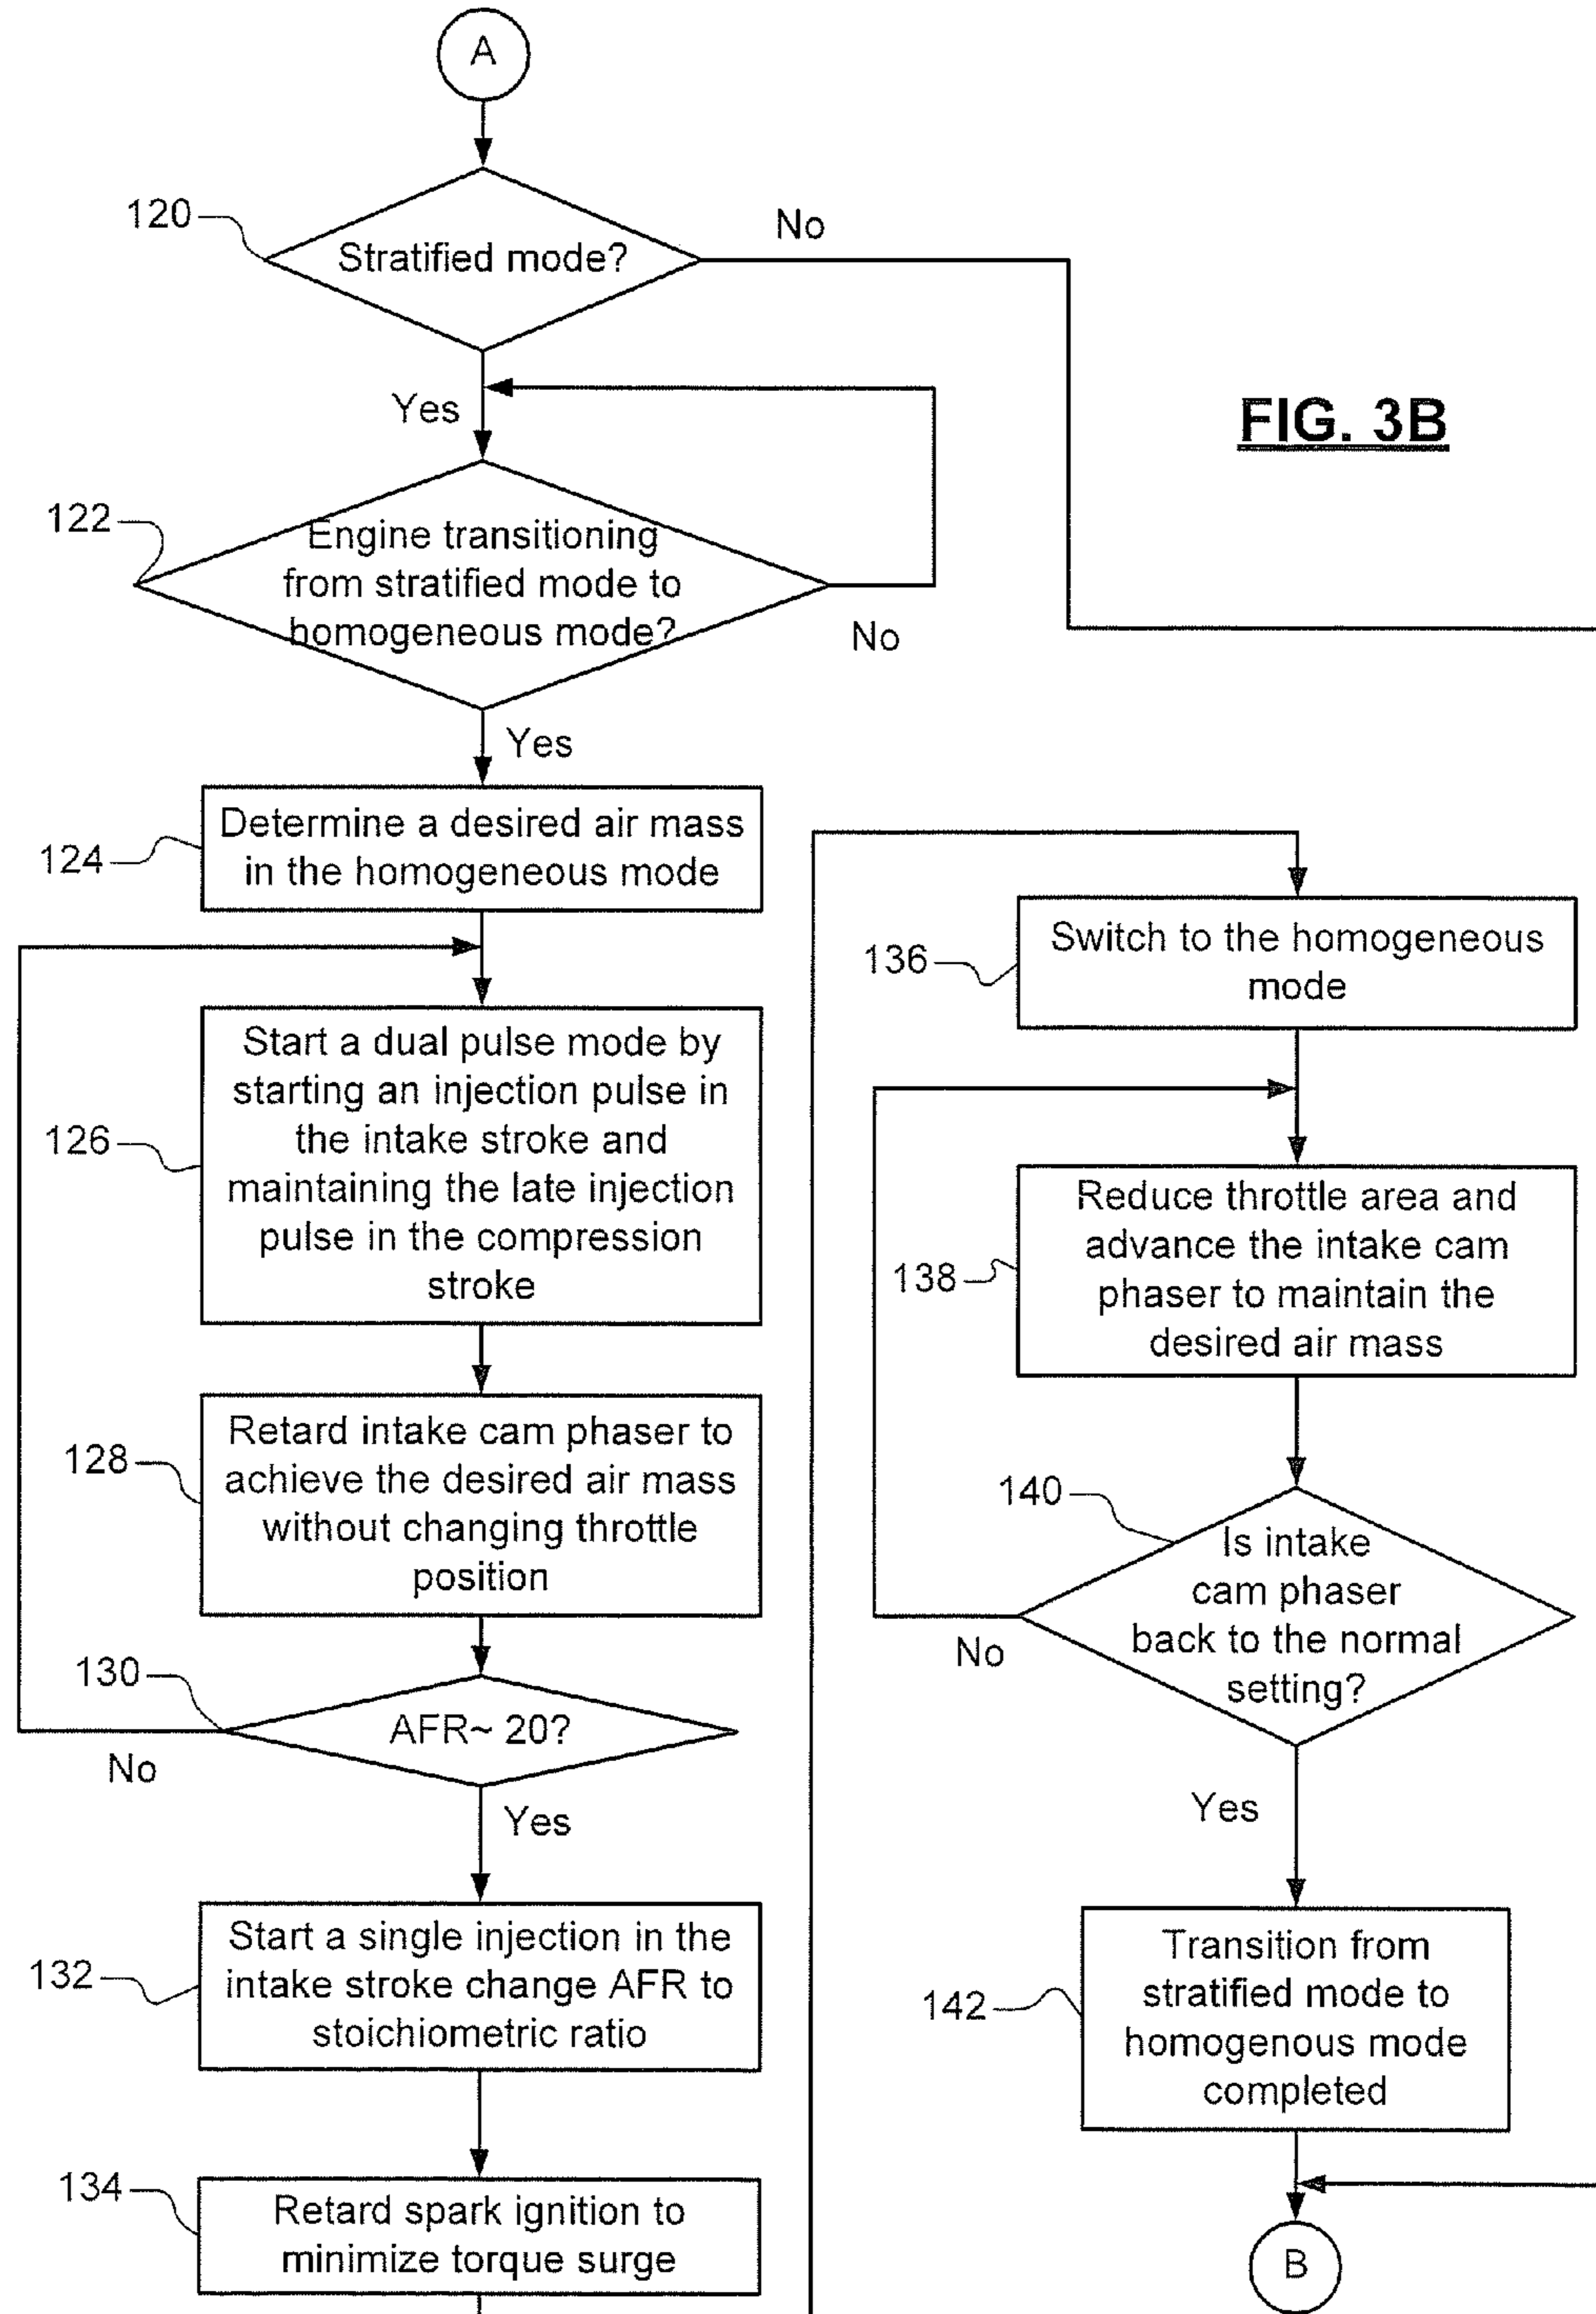 A
120
Stratified mode?
No
Yes
FIG. 3B
122
Engine transitioning
from stratified mode to
homogeneous mode?
No
Yes
124
Determine a desired air mass
in the homogeneous mode
126
Start a dual pulse mode by
starting an injection pulse in
the intake stroke and
maintaining the late injection
pulse in the compression
stroke
128
Retard intake cam phaser to
achieve the desired air mass
without changing throttle
position
130
AFR~ 20?
No
Yes
132
Start a single injection in the
intake stroke change AFR to
stoichiometric ratio
134
Retard spark ignition to
minimize torque surge
136
Switch to the homogeneous
mode
138
Reduce throttle area and
advance the intake cam
phaser to maintain the
desired air mass
140
Is intake
cam phaser
back to the normal
setting?
No
Yes
142
Transition from
stratified mode to
homogenous mode
completed
B